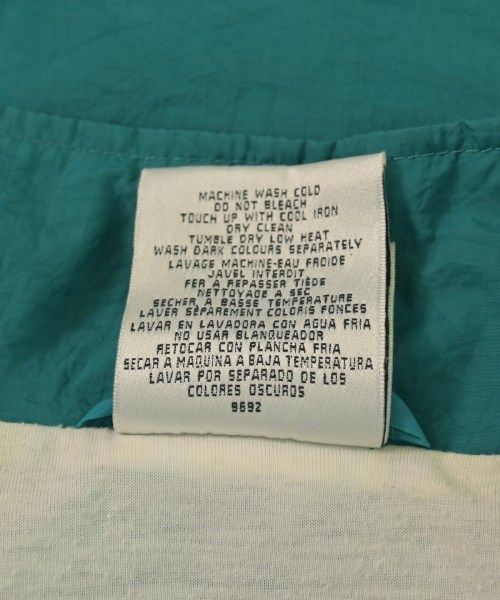 MACHINE WASH COLD
DO NOT BLEACH
TOUCH UP WITH COOL IRON
DRY CLEAN
TUMBLE DRY LOW HEAT
WASH DARK COLOURS SEPARATELY
LAVAGE MACHINE-EAU FROIDE
JAVEL INTERDIT
FER A REPASSER TIEDE
NETTOYAGE A SEC
SECHER A BASSE TEMPERATURE
LAVER SÉPAREMENT COLORIS FONCES
LAVAR EN LAVADORA CON AGUA FRIA
NO USAR BLANQUEADOR
RETOCAR CON PLANCHA FRIA
SECAR A MAQUINA A BAJA TEMPERATURA
LAVAR POR SEPARADO DE LOS
COLORES OSCUROS
9692